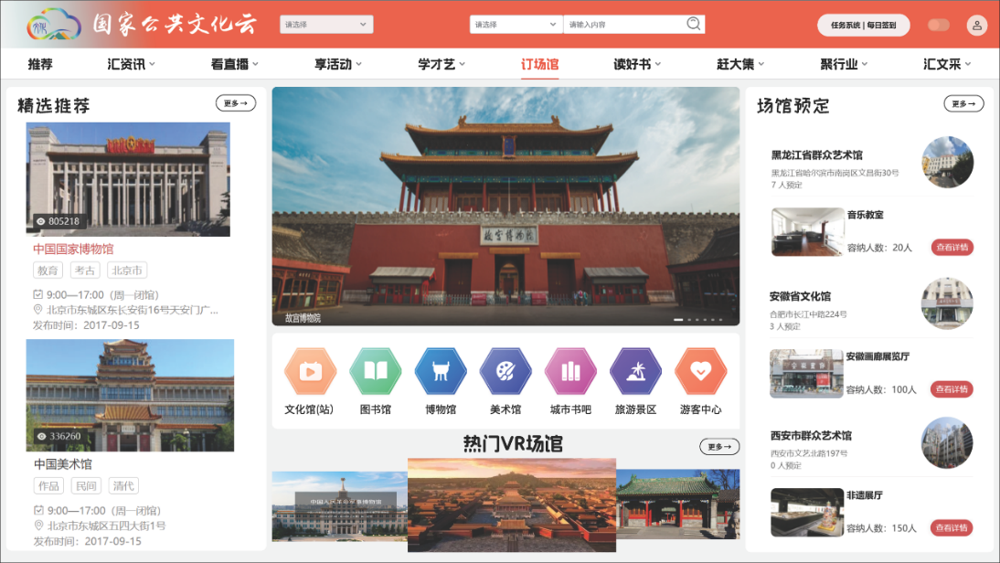 国家公共文化云
请选择
请选择
请输入内容
任务系统 | 每日签到
推荐
汇资讯
看直播
享活动
学才艺
订场馆
读好书
赶大集
聚行业
汇文采
精选推荐
更多→
805218
中国国家博物馆
教育 考古 北京市
9:00—17:00（周一闭馆）
北京市东城区东长安街16号天安门广...
发布时间：2017-09-15
336260
中国美术馆
作品 民间 清代
9:00—17:00（周一闭馆）
北京市东城区五四大街1号
发布时间：2017-09-15
故宫博物院
故宫博物院
文化馆(站)
图书馆
博物馆
美术馆
城市书吧
旅游景区
游客中心
热门VR场馆
更多→
中国人民革命军事博物馆
场馆预定
更多→
黑龙江省群众艺术馆
黑龙江省哈尔滨市南岗区文昌街30号
7 人预定
音乐教室
容纳人数：20人
查看详情
安徽省文化馆
合肥市长江中路224号
3 人预定
安徽画廊展览厅
容纳人数：100人
查看详情
西安市群众艺术馆
西安市文艺北路197号
0 人预定
非遗展厅
容纳人数：150人
查看详情